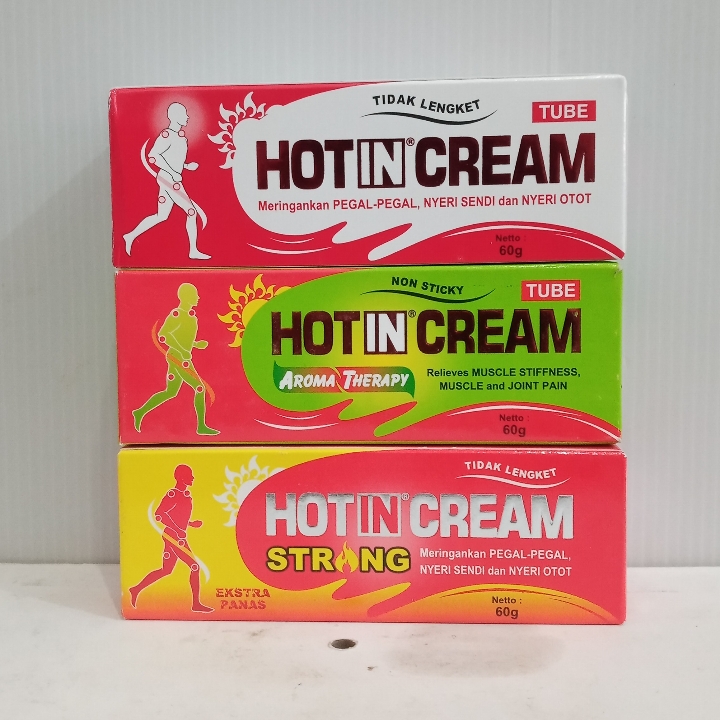 TIDAK LENGKET
TUBE
HOT IN® CREAM
Meringankan PEGAL-PEGAL, NYERI SENDI dan NYERI OTOT
Netto :
60g
NON STICKY
TUBE
HOT IN® CREAM
AROMA THERAPY
Relieves MUSCLE STIFFNESS,
MUSCLE and JOINT PAIN
Netto :
60g
TIDAK LENGKET
HOT IN® CREAM
STRONG
Meringankan PEGAL-PEGAL,
NYERI SENDI dan NYERI OTOT
EKSTRA
PANAS
Netto :
60g